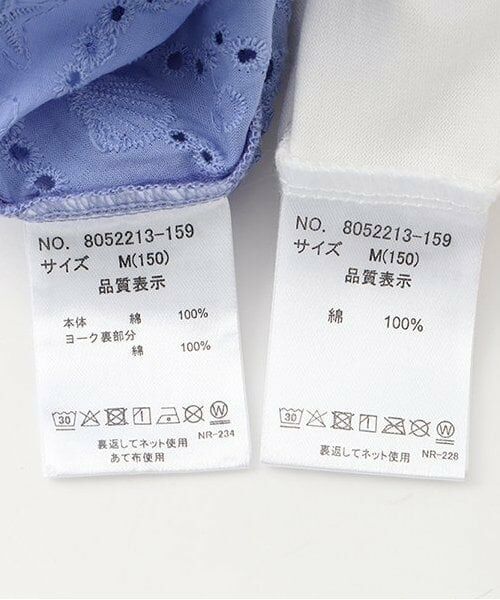 NO. 8052213-159
サイズ M(150)
品質表示
本体 綿 100%
ヨーク裏部分
綿 100%
30 W
裏返してネット使用 NR-234
あて布使用
NO. 8052213-159
サイズ M(150)
品質表示
綿 100%
30 W
裏返してネット使用 NR-228